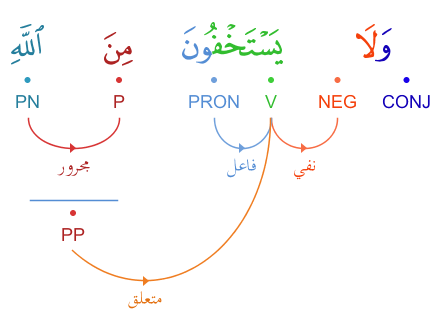 وَلَا يَسْتَخْفُونَ مِنَ ٱللَّهِ
CONJ NEG V PRON P PN
نفي فاعل مجرور
PP
متعلق